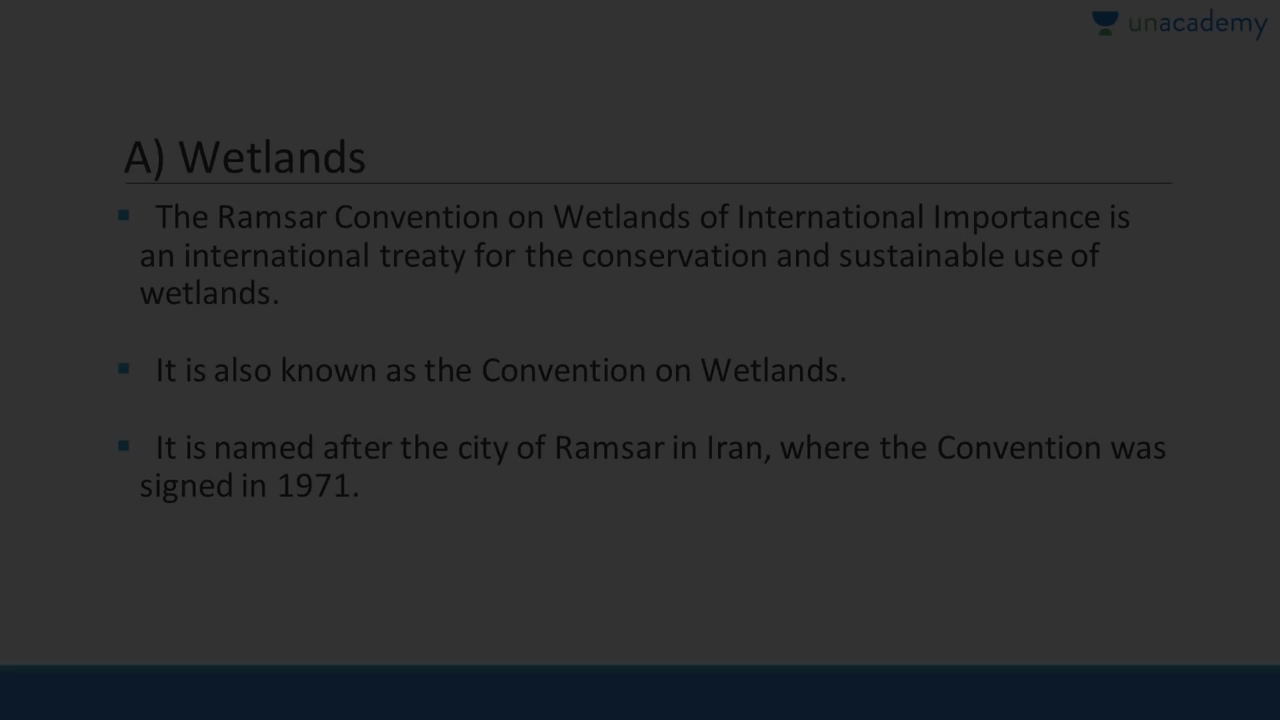 unacademy
A) Wetlands
▪ The Ramsar Convention on Wetlands of International Importance is
an international treaty for the conservation and sustainable use of
wetlands.
▪ It is also known as the Convention on Wetlands.
▪ It is named after the city of Ramsar in Iran, where the Convention was
signed in 1971.